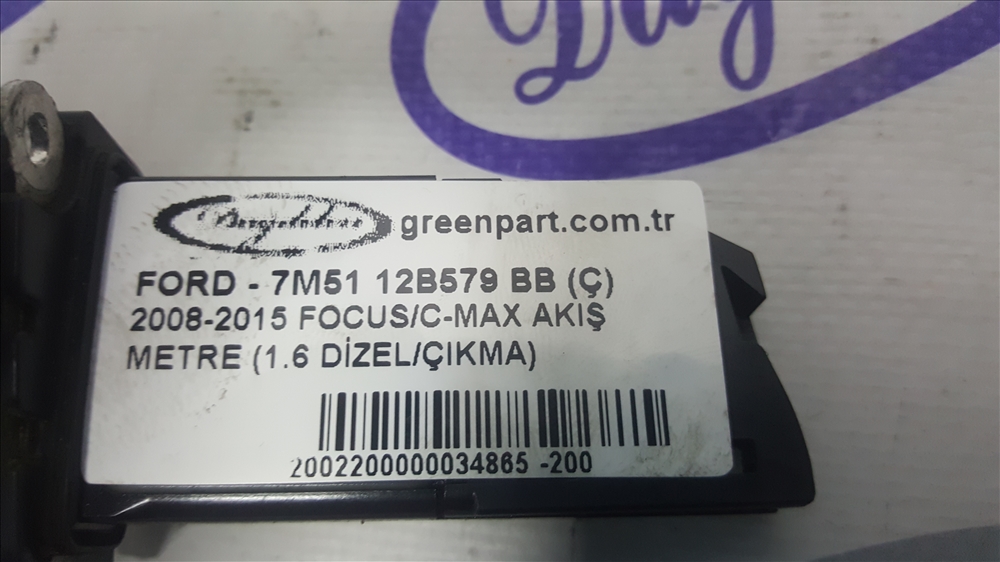 greenpart.com.tr
FORD - 7M51 12B579 BB (Ç)
2008-2015 FOCUS/C-MAX AKIŞ
METRE (1.6 DİZEL/ÇIKMA)
2002200000034865 -200